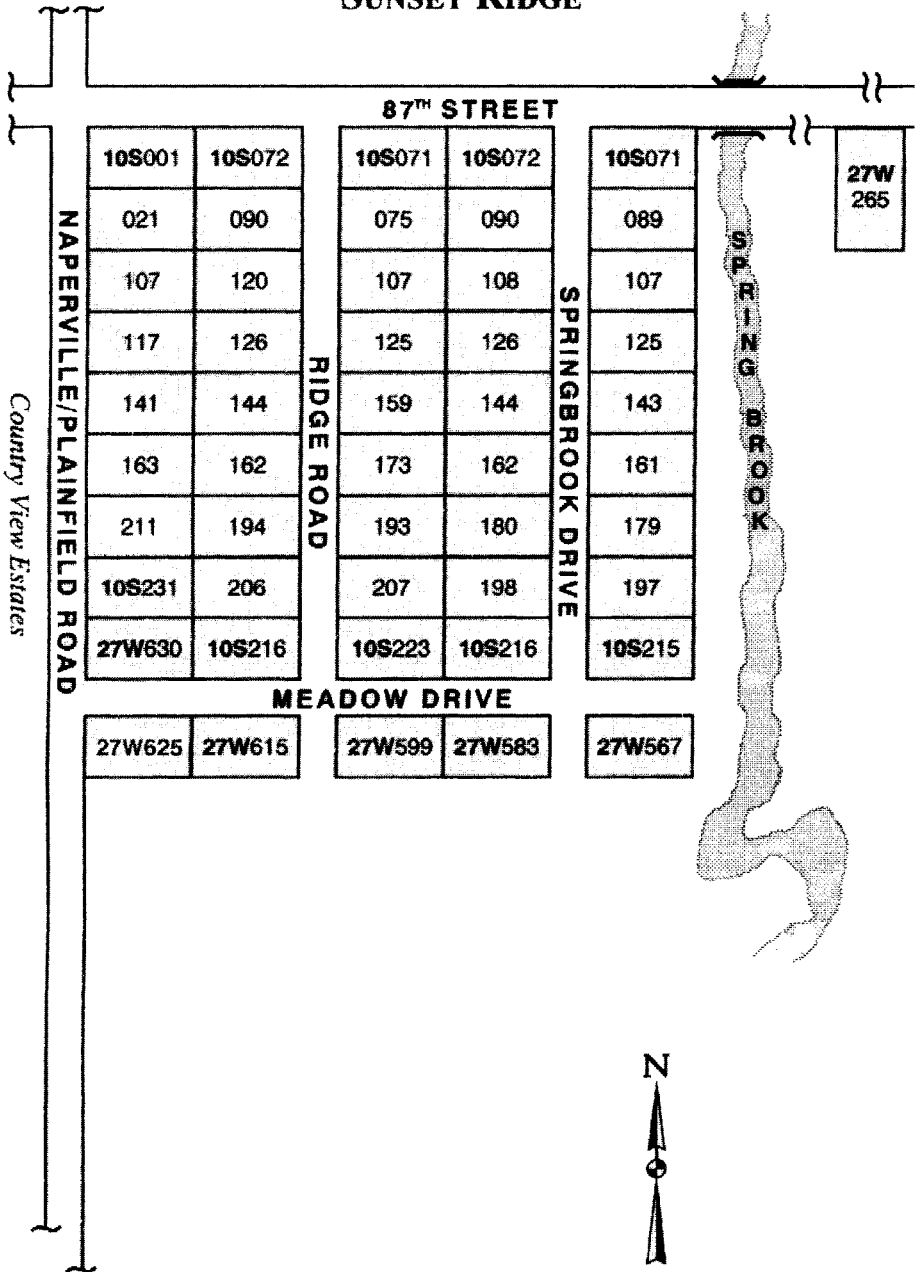 SUNSET RIDGE
87TH STREET
10S001 10S072 10S071 10S072 10S071
27W
265
021 090 075 090 089
107 120 107 108 107
117 126 125 126 125
141 144 159 144 143
163 162 173 162 161
211 194 193 180 179
10S231 206 207 198 197
27W630 10S216 10S223 10S216 10S215
NAPERVILLE/PLAINFIELD ROAD
Country View Estates
RIDGE ROAD
SPRINGBROOK DRIVE
SPRING BROOK
MEADOW DRIVE
27W625 27W615 27W599 27W583 27W567
N